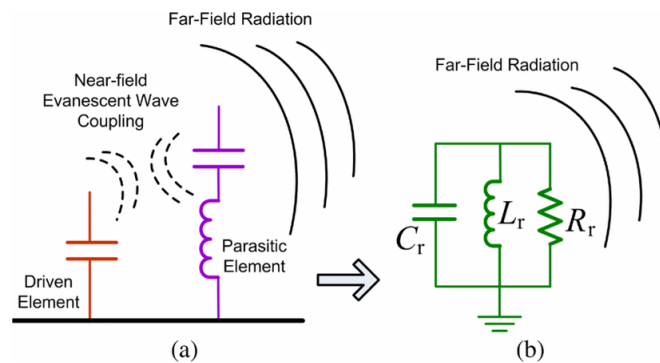 Far-Field Radiation
Near-field
Evanescent Wave
Coupling
Driven
Element
Parasitic
Element
(a)
Far-Field Radiation
Cr
Lr
Rr
(b)